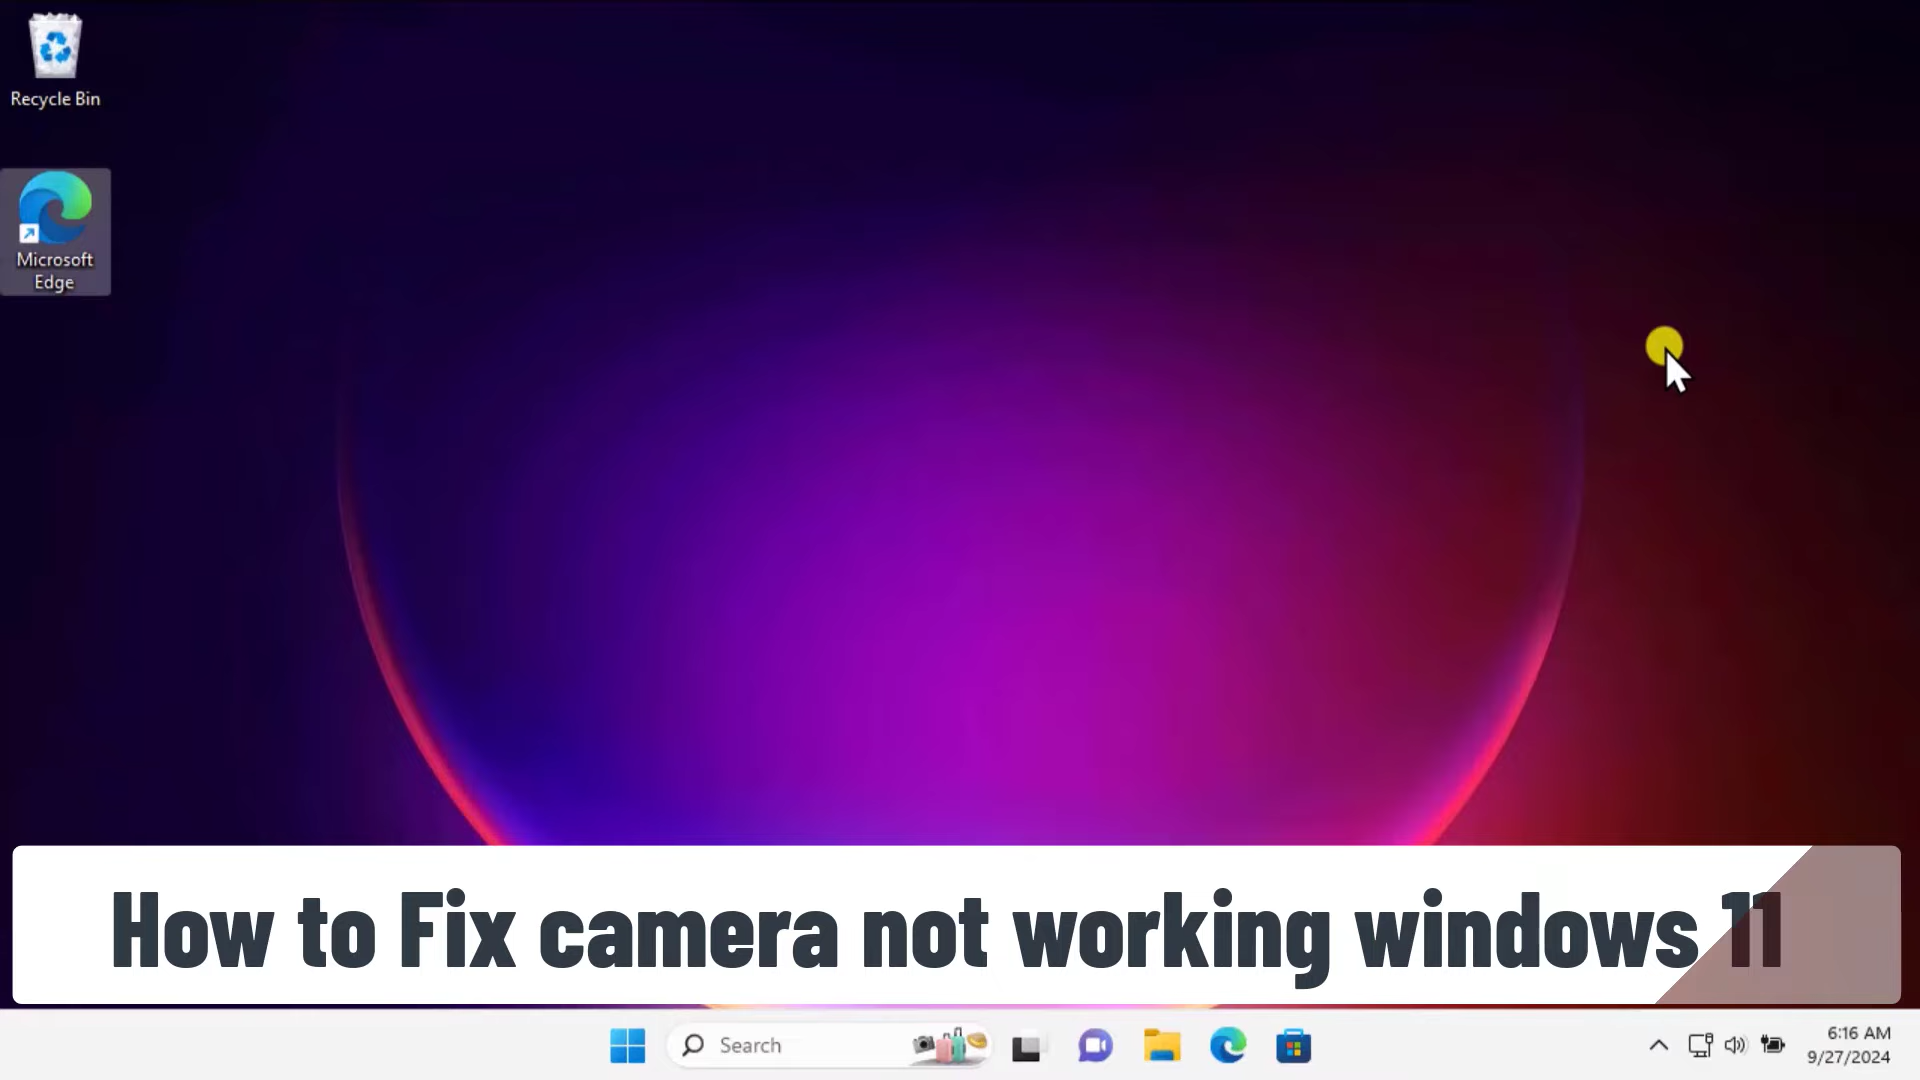 Recycle Bin
Microsoft
Edge
How to Fix camera not working windows 11
Search
6:16 AM
9/27/2024